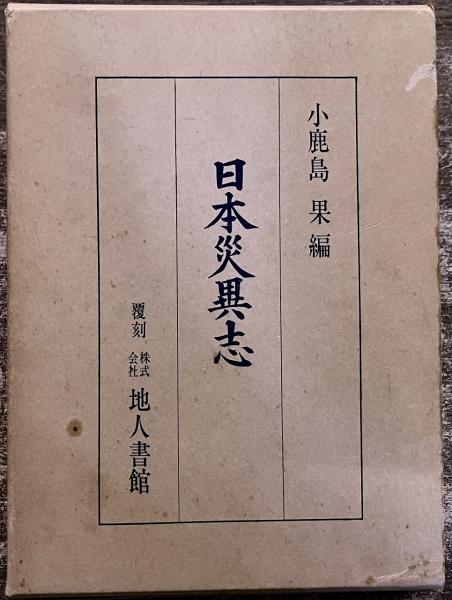 小鹿島 果 編
日本災異志
覆刻 株式会社 地人書館